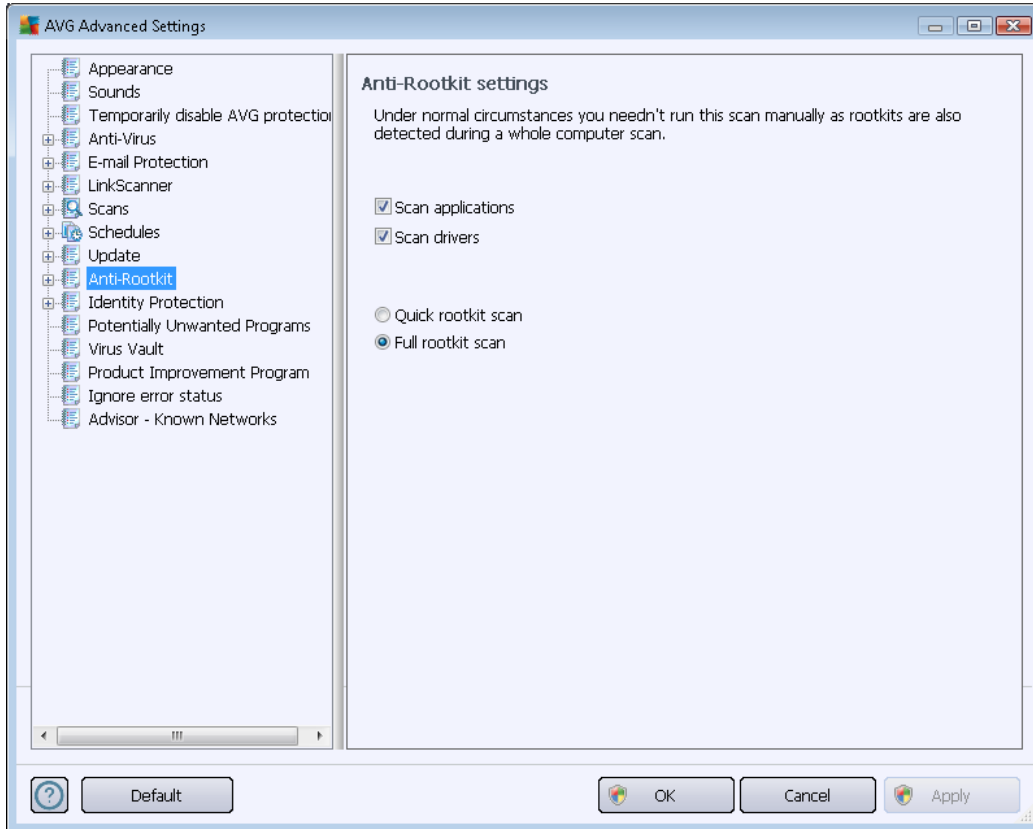 AVG Advanced Settings
Appearance
Sounds
Temporarily disable AVG protection
Anti-Virus
E-mail Protection
LinkScanner
Scans
Schedules
Update
Anti-Rootkit
Identity Protection
Potentially Unwanted Programs
Virus Vault
Product Improvement Program
Ignore error status
Advisor - Known Networks
Anti-Rootkit settings
Under normal circumstances you needn't run this scan manually as rootkits are also
detected during a whole computer scan.
Scan applications
Scan drivers
Quick rootkit scan
Full rootkit scan
Default
OK
Cancel
Apply